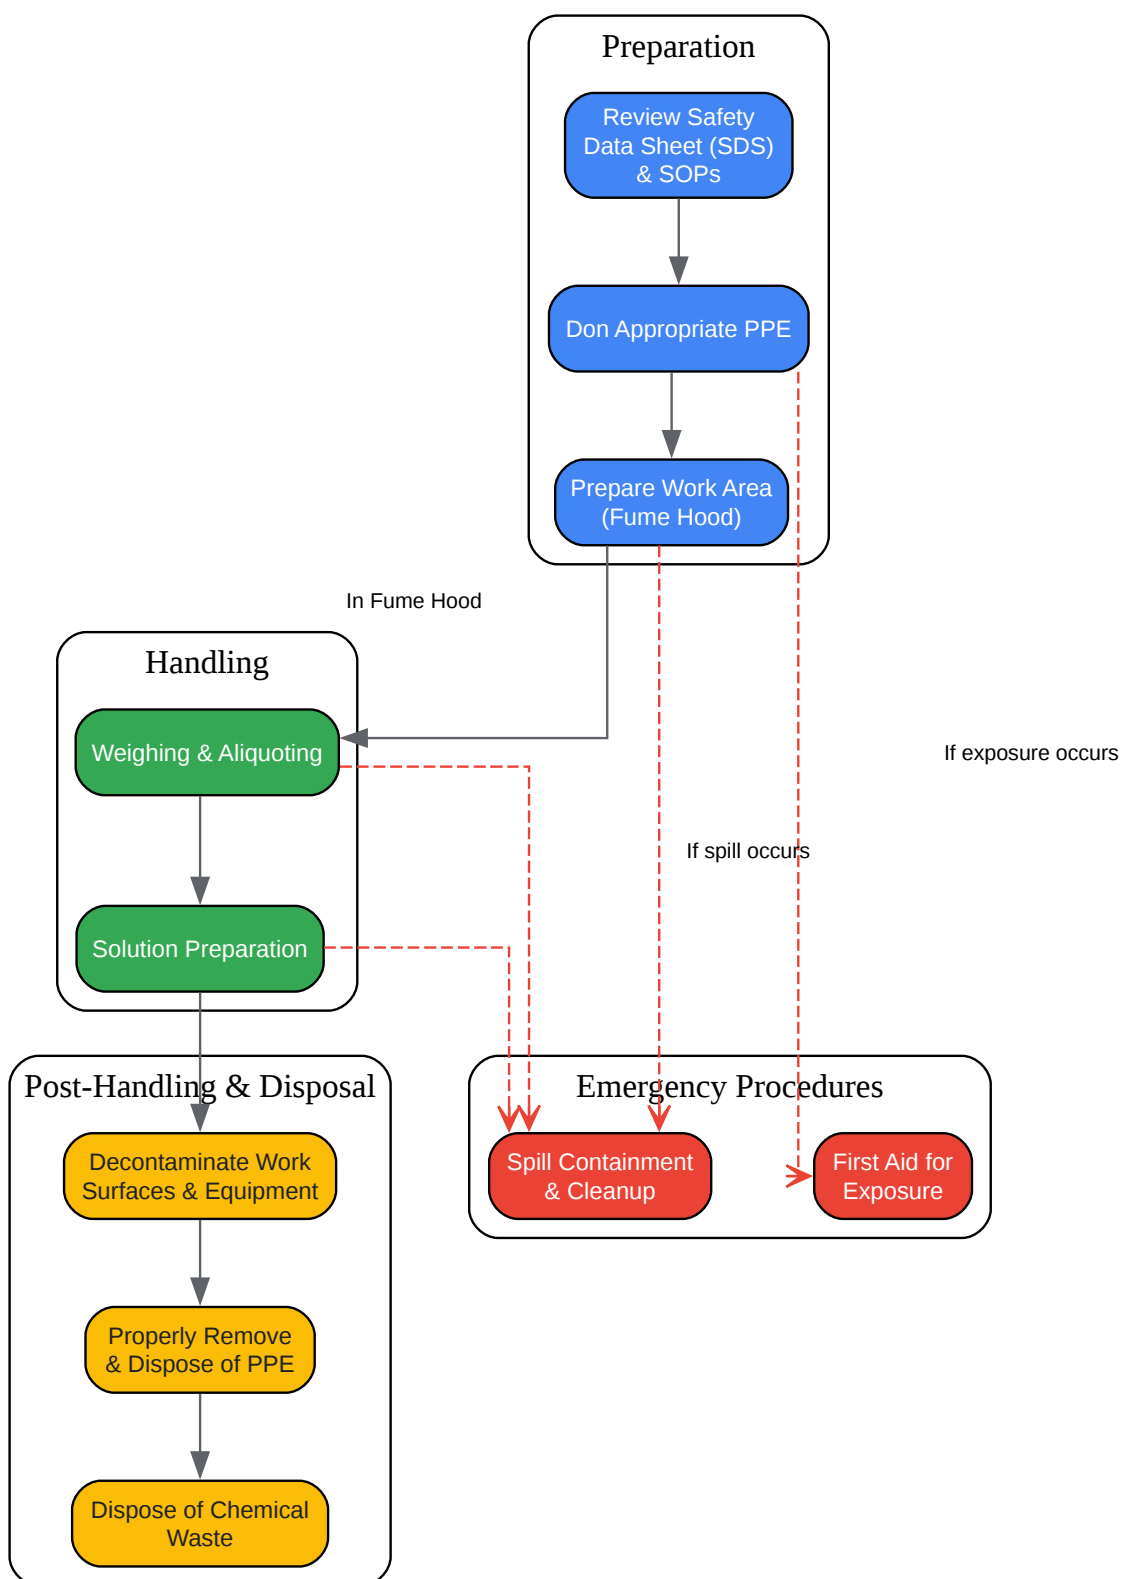 Preparation
Review Safety
Data Sheet (SDS)
& SOPs
Don Appropriate PPE
Prepare Work Area
(Fume Hood)
In Fume Hood
Handling
Weighing & Aliquoting
If exposure occurs
If spill occurs
Solution Preparation
Post-Handling & Disposal
Decontaminate Work
Surfaces & Equipment
Properly Remove
& Dispose of PPE
Dispose of Chemical
Waste
Emergency Procedures
Spill Containment
& Cleanup
First Aid for
Exposure